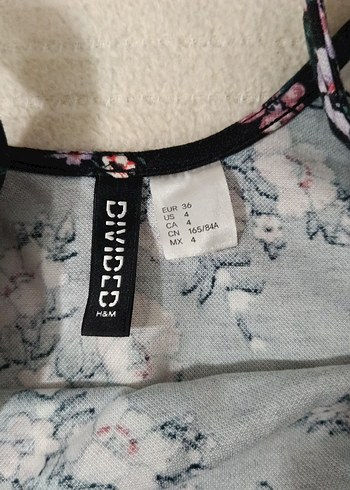 DIVIDED
H&M
EUR 36
US 4
CA 4
CN 165/84A
MX 4